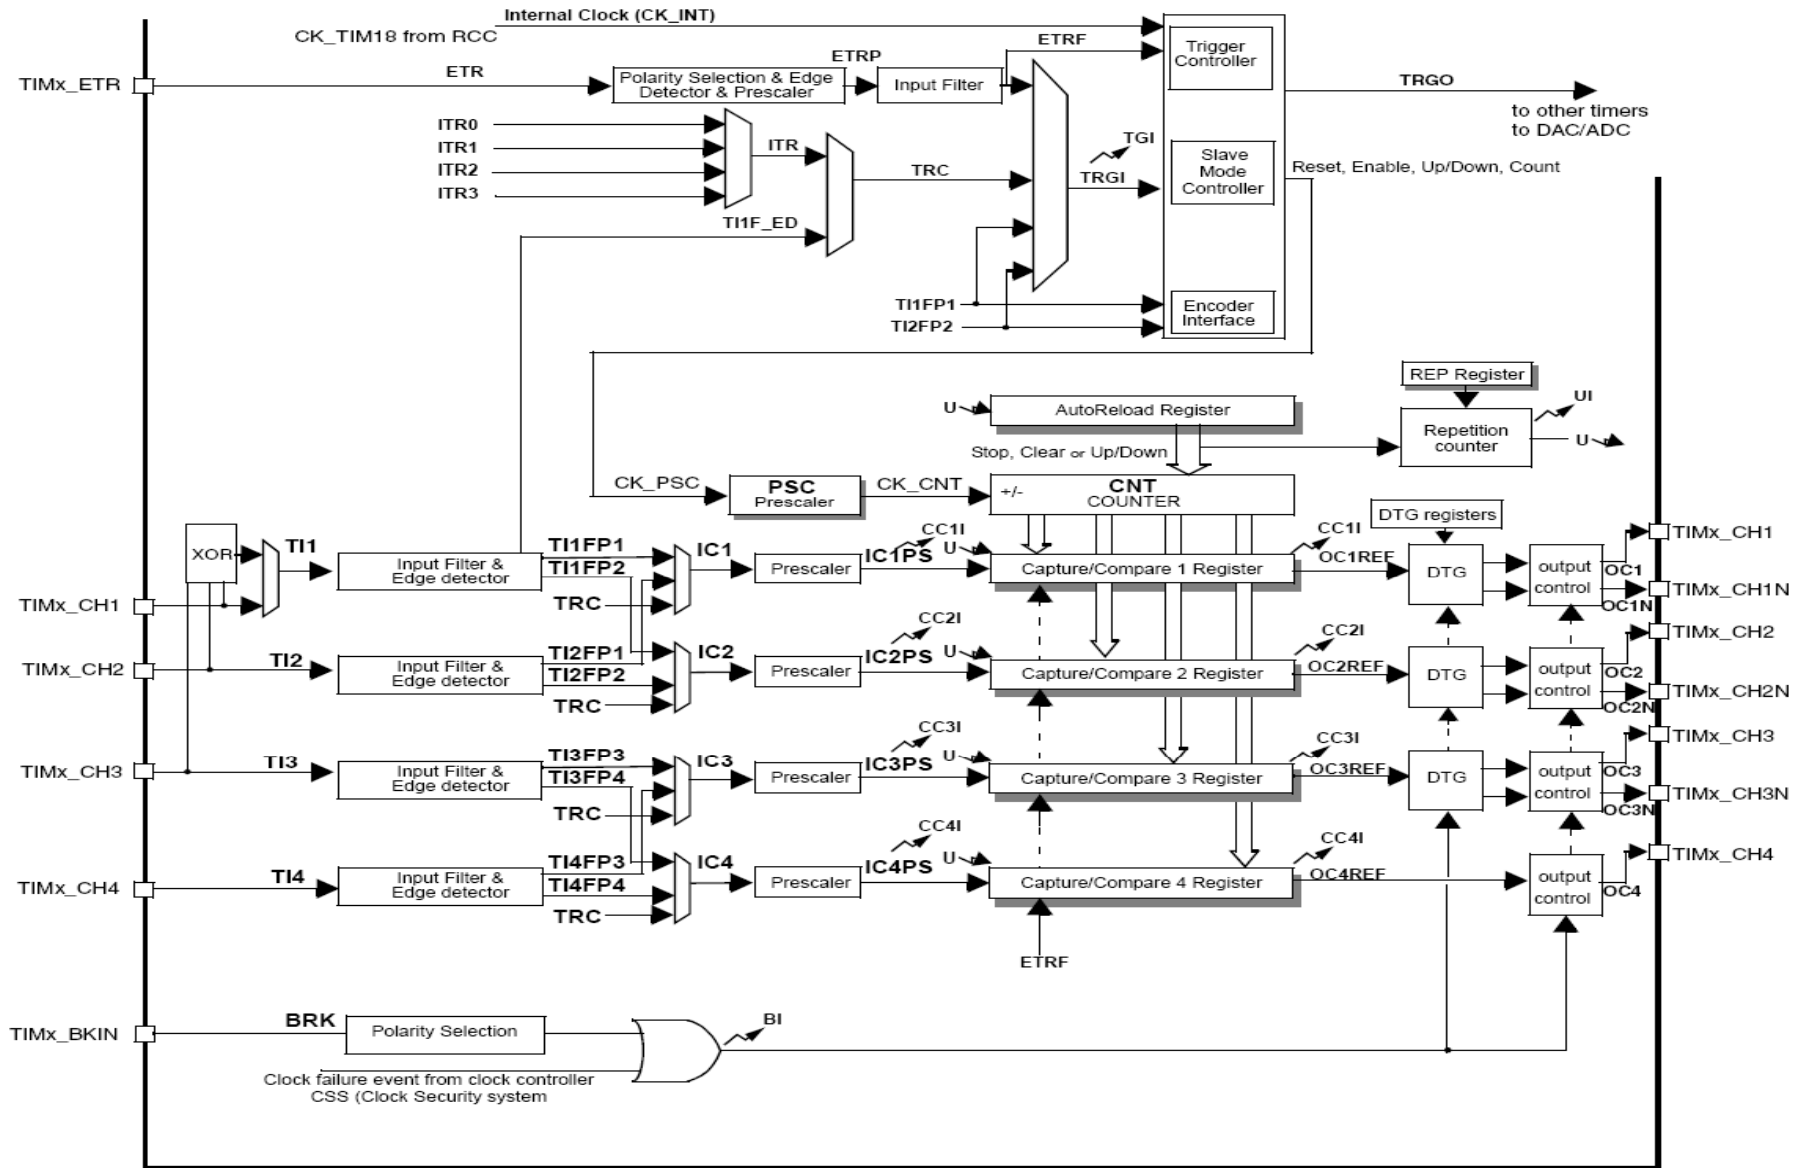 Internal Clock (CK_INT)
CK_TIM18 from RCC
ETRF
Trigger
Controller
TIMx_ETR
ETR
Polarity Selection & Edge
Detector & Prescaler
ETRP
Input Filter
TRGO
to other timers
to DAC/ADC
ITR0
ITR1
ITR2
ITR3
ITR
TRC
TI1F_ED
TGI
TRGI
Slave
Mode
Controller
Reset, Enable, Up/Down, Count
TI1FP1
TI2FP2
Encoder
Interface
REP Register
U
AutoReload Register
UI
Repetition
counter
U
Stop, Clear or Up/Down
CK_PSC
PSC
Prescaler
CK_CNT
+/-
CNT
COUNTER
DTG registers
XOR
TI1
Input Filter &
Edge detector
TI1FP1
TI1FP2
TRC
IC1
Prescaler
CC1I
U
IC1PS
Capture/Compare 1 Register
CC1I
OC1REF
DTG
output
control
OC1
OC1N
TIMx_CH1
TIMx_CH1N
TIMx_CH1
TIMx_CH2
TI2
Input Filter &
Edge detector
TI2FP1
TI2FP2
TRC
IC2
Prescaler
CC2I
U
IC2PS
Capture/Compare 2 Register
CC2I
OC2REF
DTG
output
control
OC2
OC2N
TIMx_CH2
TIMx_CH2N
TIMx_CH3
TI3
Input Filter &
Edge detector
TI3FP3
TI3FP4
TRC
IC3
Prescaler
CC3I
U
IC3PS
Capture/Compare 3 Register
CC3I
OC3REF
DTG
output
control
OC3
OC3N
TIMx_CH3
TIMx_CH3N
TIMx_CH4
TI4
Input Filter &
Edge detector
TI4FP3
TI4FP4
TRC
IC4
Prescaler
CC4I
U
IC4PS
Capture/Compare 4 Register
CC4I
OC4REF
output
control
OC4
TIMx_CH4
ETRF
TIMx_BKIN
BRK
Polarity Selection
BI
Clock failure event from clock controller
CSS (Clock Security system